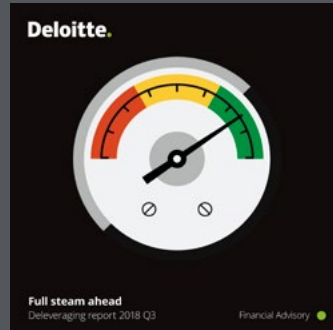 Deloitte.
Full steam ahead
Deleveraging report 2018 Q3
Financial Advisory